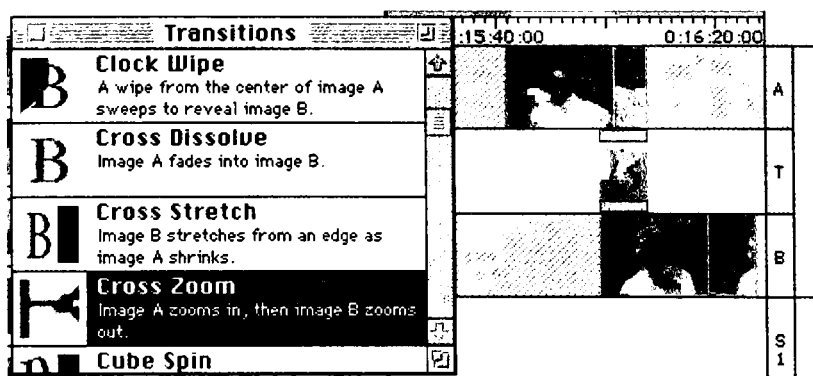 Transitions
Clock Wipe
A wipe from the center of image A
sweeps to reveal image B.
B
Cross Dissolve
Image A fades into image B.
B
Cross Stretch
Image B stretches from an edge as
image A shrinks.
B
Cross Zoom
Image A zooms in, then image B zooms
out.
Cube Spin
:15:40:00
0:16:20:00
A
T
B
S
1